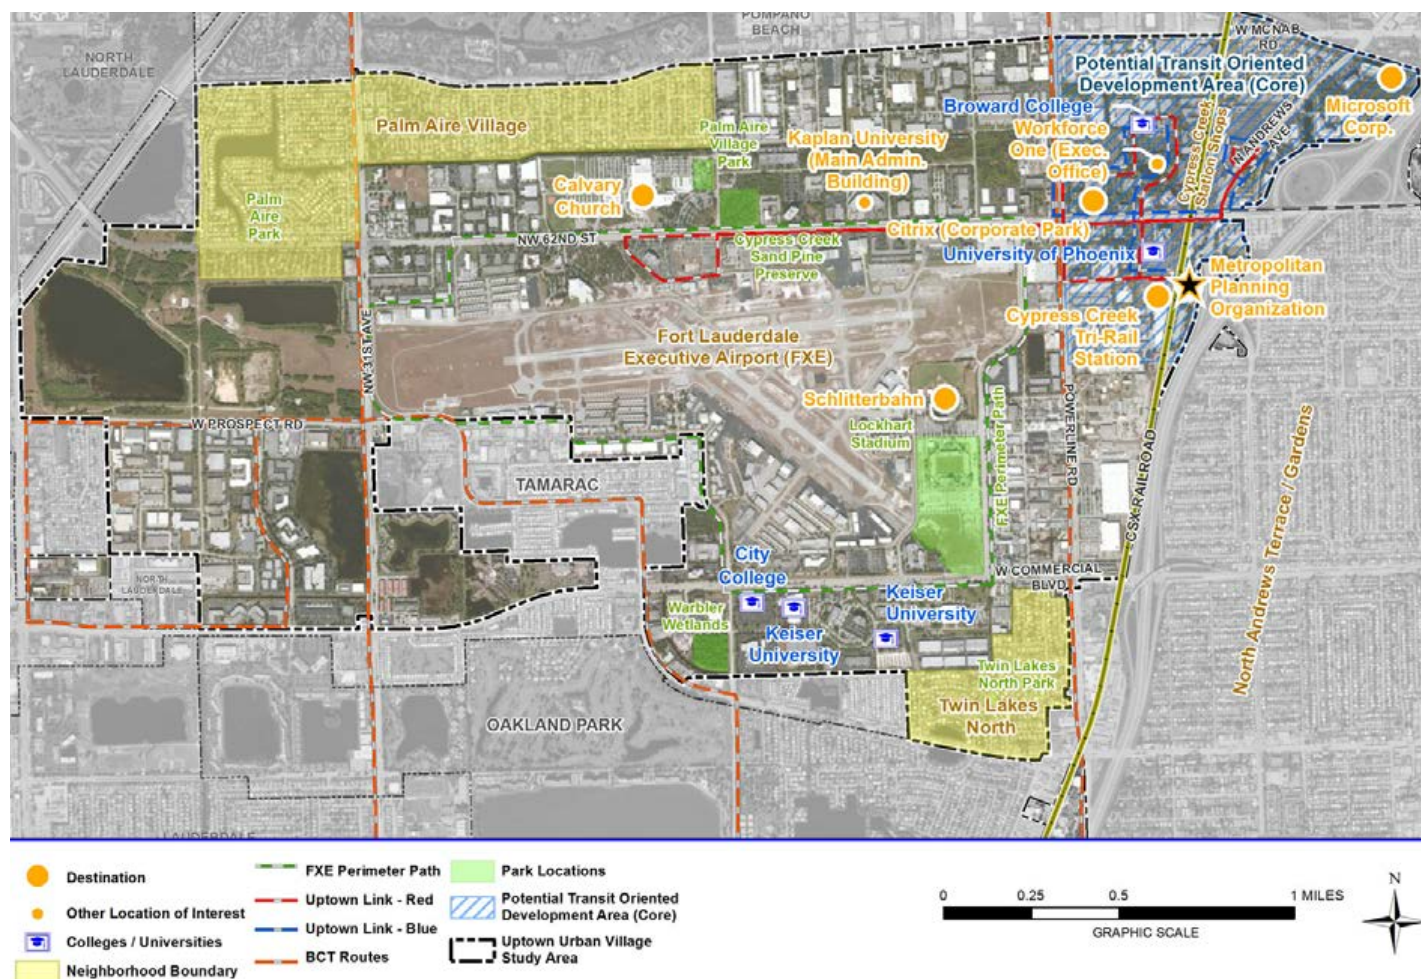 POMPANO
BEACH
NORTH
LAUDERDALE
W MCNAB
RD
Potential Transit Oriented
Development Area (Core)
Microsoft
Corp.
Broward College
Workforce
One (Exec.
Office)
Cypress Creek
Station Shops
N ANDREWS
AVE
Palm Aire Village
Palm Aire
Village
Park
Kaplan University
(Main Admin.
Building)
Calvary
Church
Palm
Aire
Park
NW 62ND ST
Citrix (Corporate Park)
Cypress Creek
Sand Pine
Preserve
University of Phoenix
Metropolitan
Planning
Organization
Cypress Creek
Tri-Rail
Station
NW 31ST AVE
Fort Lauderdale
Executive Airport (FXE)
Schlitterbahn
Lockhart
Stadium
FXE Perimeter Path
POWERLINE RD
CSX RAILROAD
North Andrews Terrace / Gardens
W PROSPECT RD
TAMARAC
NORTH
LAUDERDALE
W COMMERCIAL
BLVD
City
College
Keiser
University
Keiser
University
Warbler
Wetlands
Twin Lakes
North Park
Twin Lakes
North
OAKLAND PARK
LAUDERDALE
Destination
Other Location of Interest
Colleges / Universities
Neighborhood Boundary
FXE Perimeter Path
Uptown Link - Red
Uptown Link - Blue
BCT Routes
Park Locations
Potential Transit Oriented
Development Area (Core)
Uptown Urban Village
Study Area
0 0.25 0.5 1 MILES
GRAPHIC SCALE
N